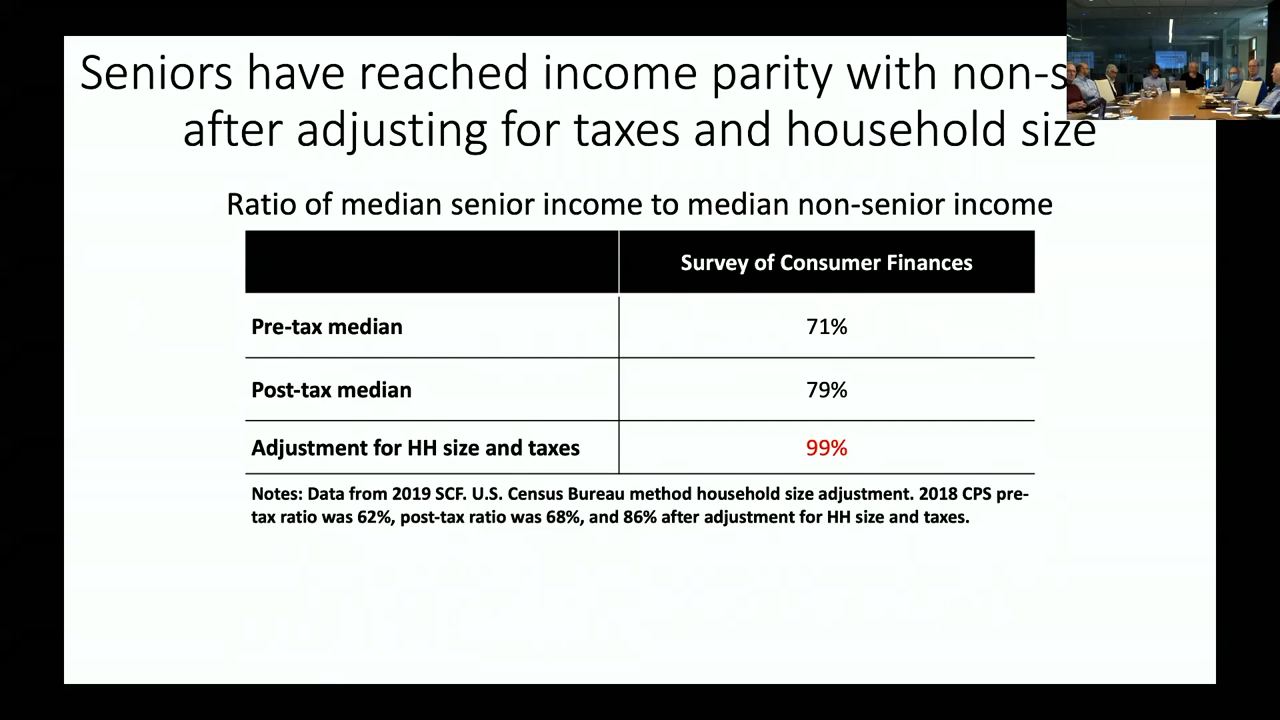 Seniors have reached income parity with
after adjusting for taxes and household size
Ratio of median senior income to median non-senior income
Survey of Consumer Finances
Pre-tax median 71%
Post-tax median 79%
Adjustment for HH size and taxes 99%
Notes: Data from 2019 SCF. U.S. Census Bureau method household size adjustment. 2018 CPS pre-
tax ratio was 62%, post-tax ratio was 68%, and 86% after adjustment for HH size and taxes.